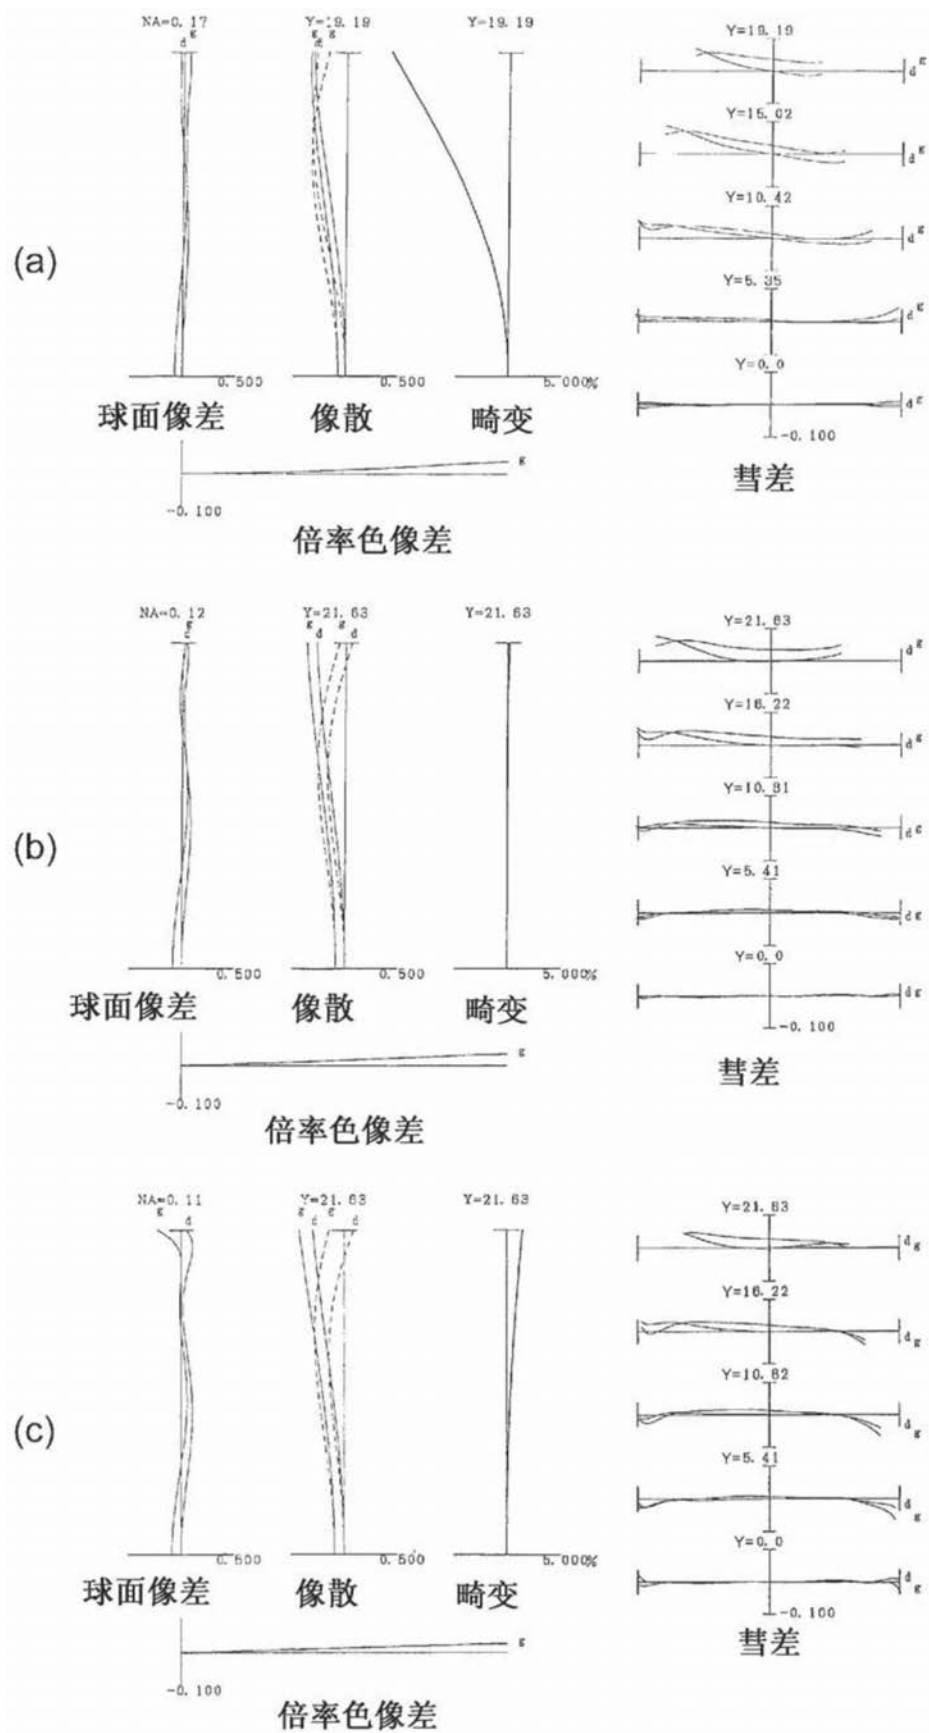 NA=0.17
Y=19.19
Y=19.19
g
d
g
g
d
0.500
0.500
5.000%
球面像差
像散
畸变
g
-0.100
倍率色像差
Y=19.19
d g
Y=15.02
d g
Y=10.42
d g
Y=5.35
d g
Y=0.0
d g
-0.100
彗差
(a)
NA=0.12
Y=21.63
Y=21.63
g
d
g
d
g
d
0.500
0.500
5.000%
球面像差
像散
畸变
g
-0.100
倍率色像差
Y=21.63
d g
Y=16.22
d g
Y=10.81
d g
Y=5.41
d g
Y=0.0
d g
-0.100
彗差
(b)
NA=0.11
Y=21.63
Y=21.63
g
d
g
d
g
d
0.500
0.500
5.000%
球面像差
像散
畸变
g
-0.100
倍率色像差
Y=21.63
d g
Y=16.22
d g
Y=10.82
d g
Y=5.41
d g
Y=0.0
d g
-0.100
彗差
(c)